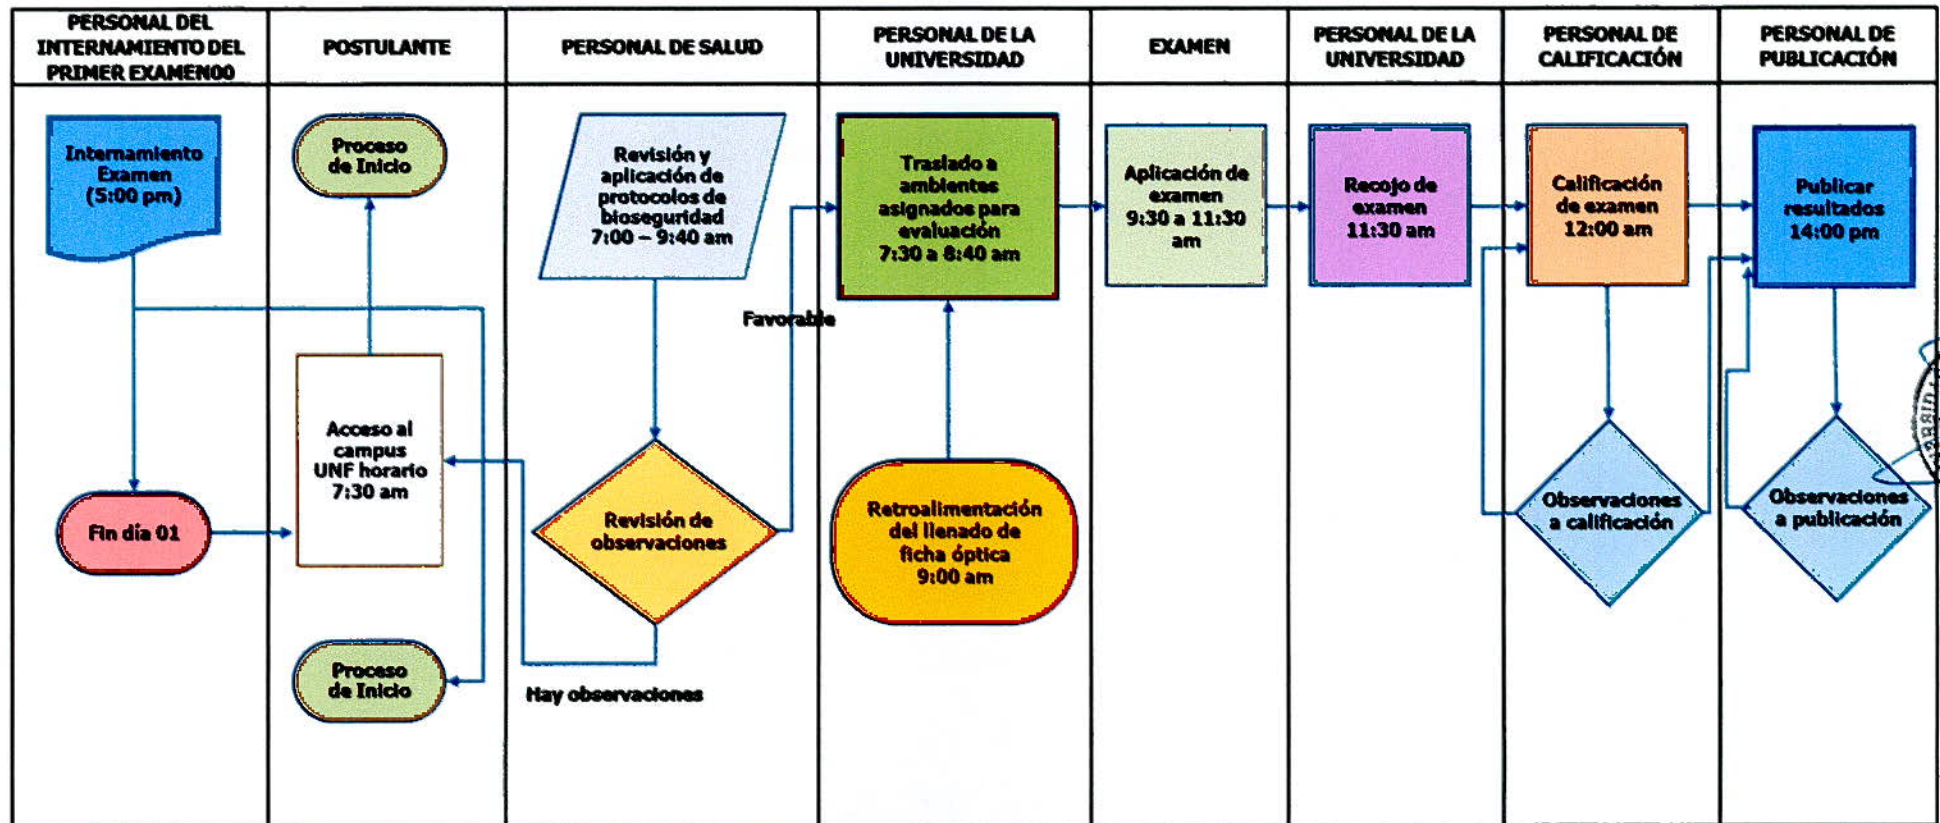 PERSONAL DEL
INTERNAMIENTO DEL
PRIMER EXAMEN00
POSTULANTE
PERSONAL DE SALUD
PERSONAL DE LA
UNIVERSIDAD
EXAMEN
PERSONAL DE LA
UNIVERSIDAD
PERSONAL DE
CALIFICACIÓN
PERSONAL DE
PUBLICACIÓN
Internamiento
Examen
(5:00 pm)
Fin día 01
Proceso
de Inicio
Acceso al
campus
UNF horario
7:30 am
Proceso
de Inicio
Revisión y
aplicación de
protocolos de
bioseguridad
7:00 – 9:40 am
Favorable
Revisión de
observaciones
Hay observaciones
Traslado a
ambientes
asignados para
evaluación
7:30 a 8:40 am
Retroalimentación
del llenado de
ficha óptica
9:00 am
Aplicación de
examen
9:30 a 11:30
am
Recojo de
examen
11:30 am
Calificación
de examen
12:00 am
Observaciones
a calificación
Publicar
resultados
14:00 pm
Observaciones
a publicación